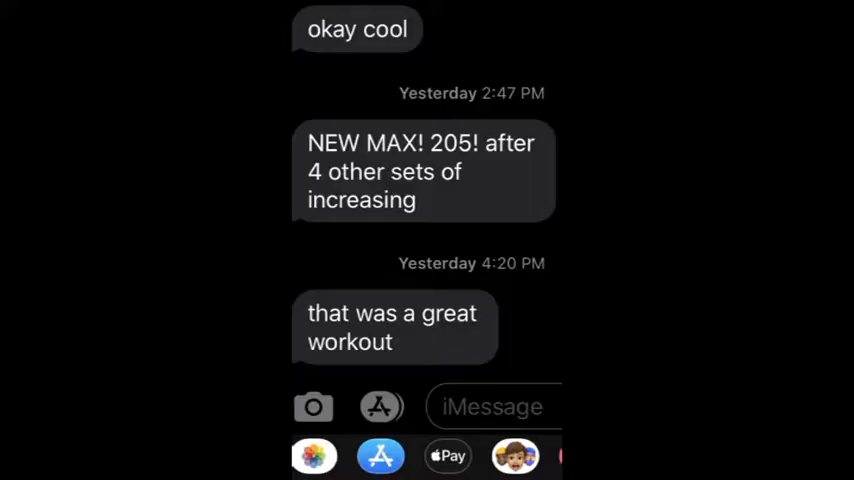 okay cool
Yesterday 2:47 PM
NEW MAX! 205! after
4 other sets of
increasing
Yesterday 4:20 PM
that was a great
workout
iMessage
Pay